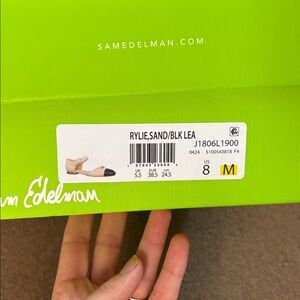 SAMEDELMAN.COM
RYLIE,SAND/BLK LEA
J1806L1900
0424 5100543818 F4
UK EUR CM
5.5 38.5 24.5
US
8 M
Edelman